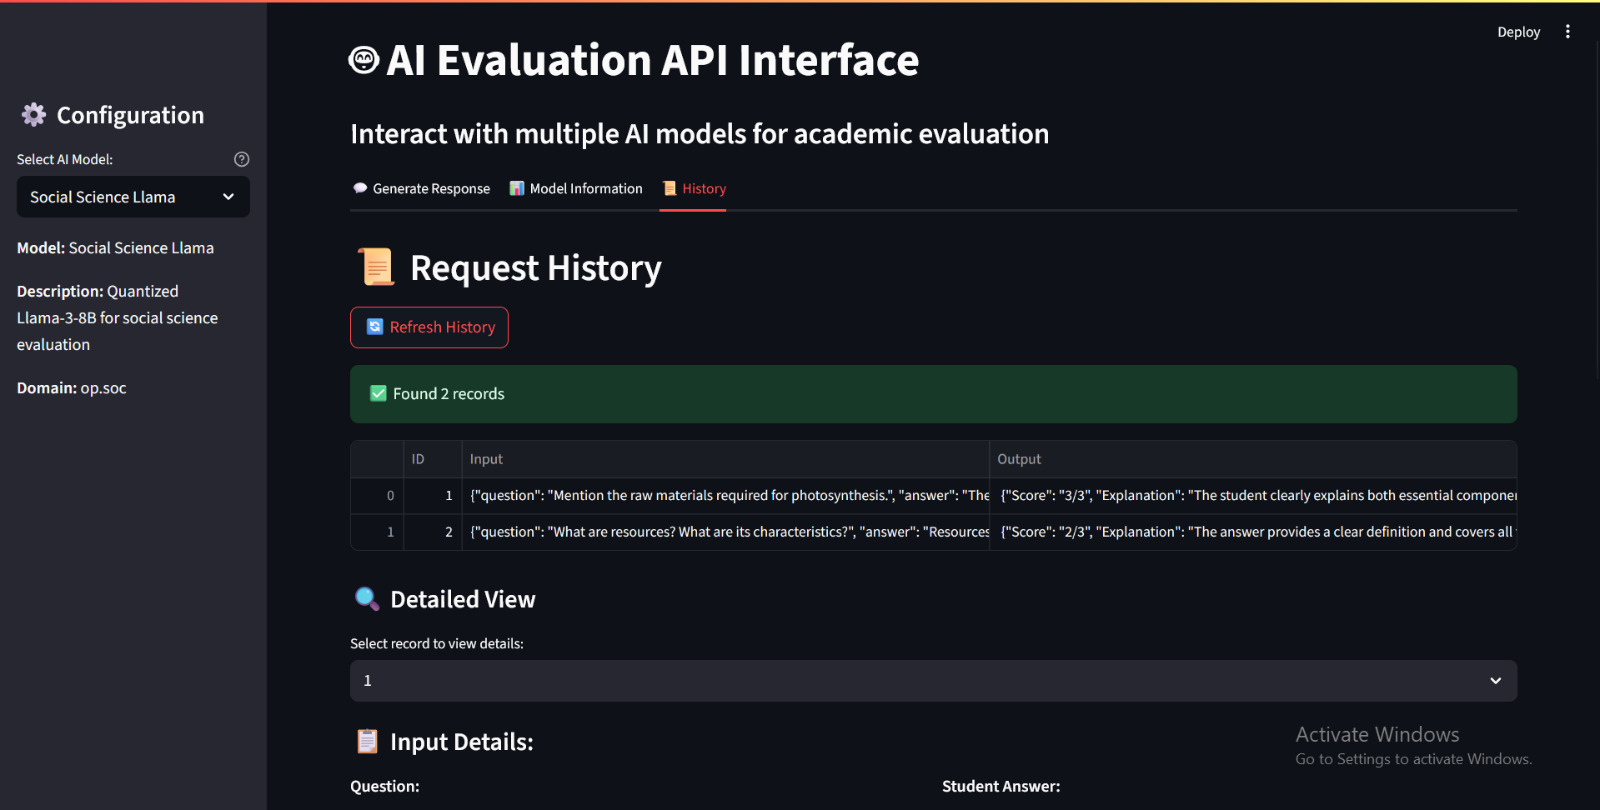 Deploy
AI Evaluation API Interface
Configuration
Interact with multiple AI models for academic evaluation
Select AI Model:
Social Science Llama
Generate Response
Model Information
History
Model: Social Science Llama
Description: Quantized
Llama-3-8B for social science
evaluation
Domain: op.soc
Request History
Refresh History
Found 2 records
ID Input Output
0 1 {"question": "Mention the raw materials required for photosynthesis.", "answer": "The {"Score": "3/3", "Explanation": "The student clearly explains both essential
1 2 {"question": "What are resources? What are its characteristics?", "answer": "Resources {"Score": "2/3", "Explanation": "The answer provides a clear definition and covers all
Detailed View
Select record to view details:
1
Input Details:
Question: Student Answer:
Activate Windows
Go to Settings to activate Windows.